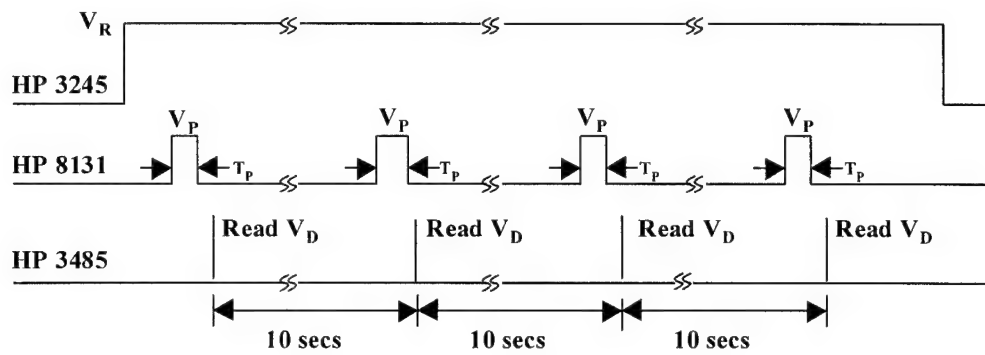 V_R
HP 3245
V_P V_P V_P V_P
HP 8131 T_P T_P T_P T_P
Read V_D Read V_D Read V_D Read V_D
HP 3485
10 secs 10 secs 10 secs